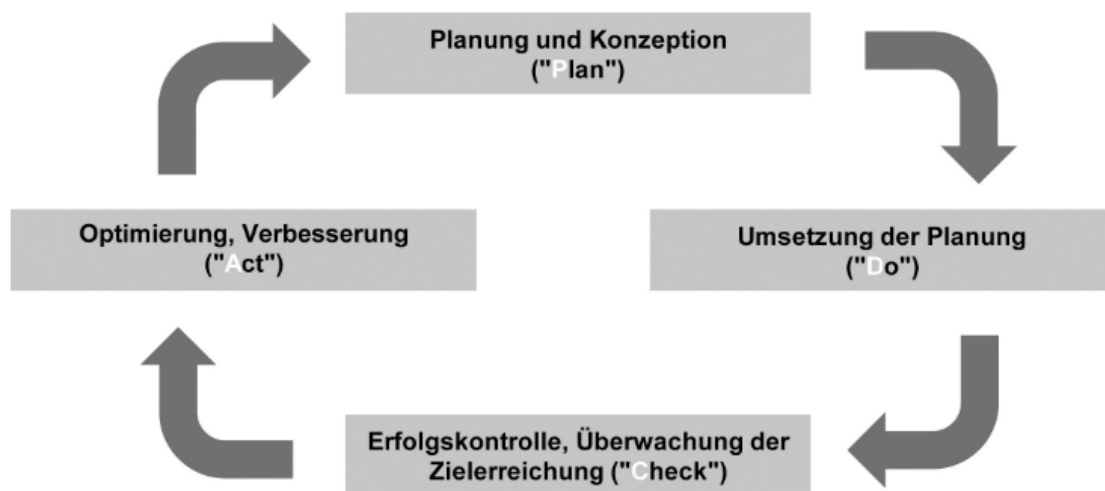 Planung und Konzeption
("Plan")
Optimierung, Verbesserung
("Act")
Umsetzung der Planung
("Do")
Erfolgskontrolle, Überwachung der
Zielerreichung ("Check")